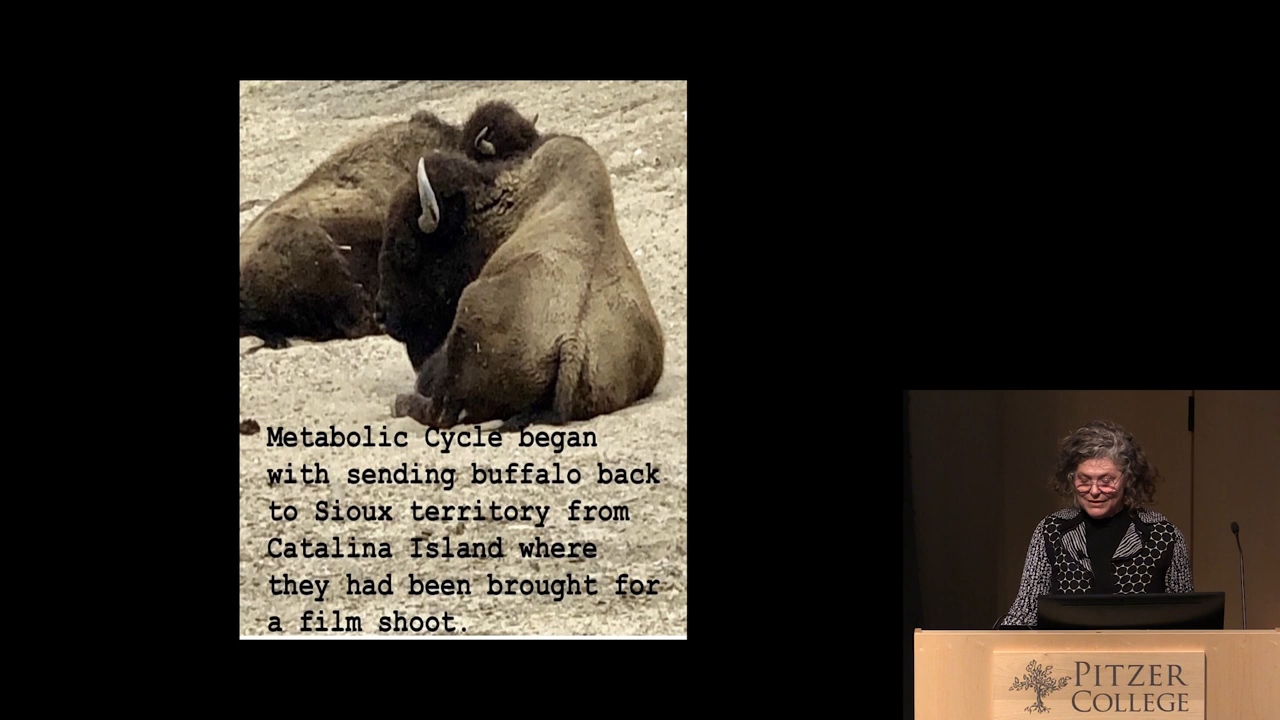 Metabolic Cycle began
with sending buffalo back
to Sioux territory from
Catalina Island where
they had been brought for
a film shoot.
PITZER
COLLEGE